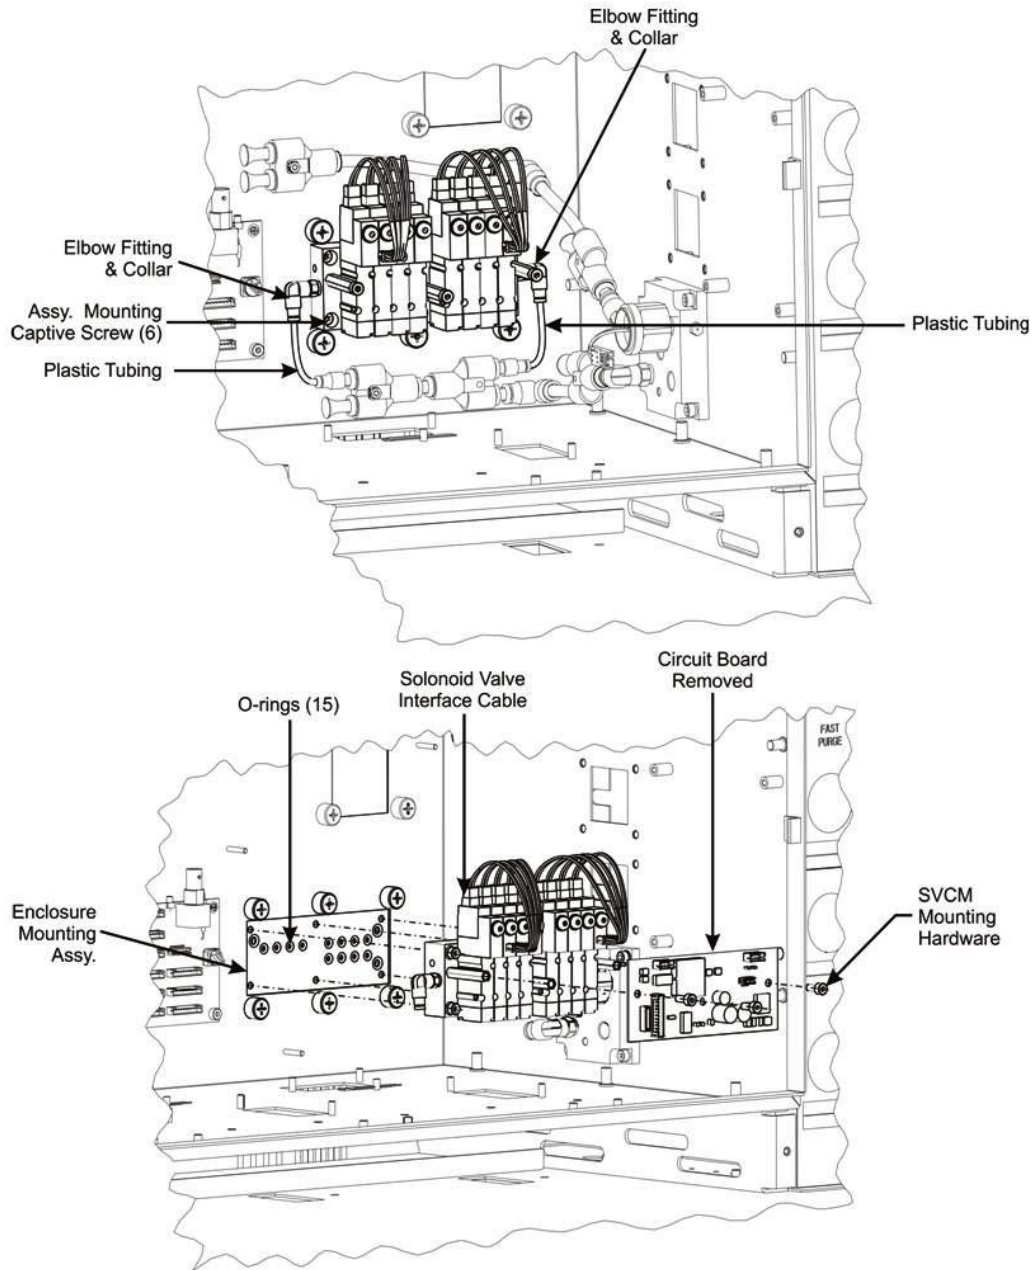 Elbow Fitting
& Collar
Elbow Fitting
& Collar
Assy. Mounting
Captive Screw (6)
Plastic Tubing
Plastic Tubing
Circuit Board
Removed
Solonoid Valve
Interface Cable
O-rings (15)
FAST
PURGE
Enclosure
Mounting
Assy.
SVCM
Mounting
Hardware